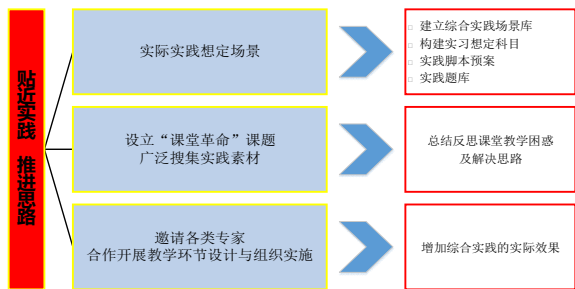 贴近实践 推进思路
实际实践想定场景
建立综合实践场景库
构建实习想定科目
实践脚本预案
实践题库
设立“课堂革命”课题
广泛搜集实践素材
总结反思课堂教学困惑
及解决思路
邀请各类专家
合作开展教学环节设计与组织实施
增加综合实践的实际效果